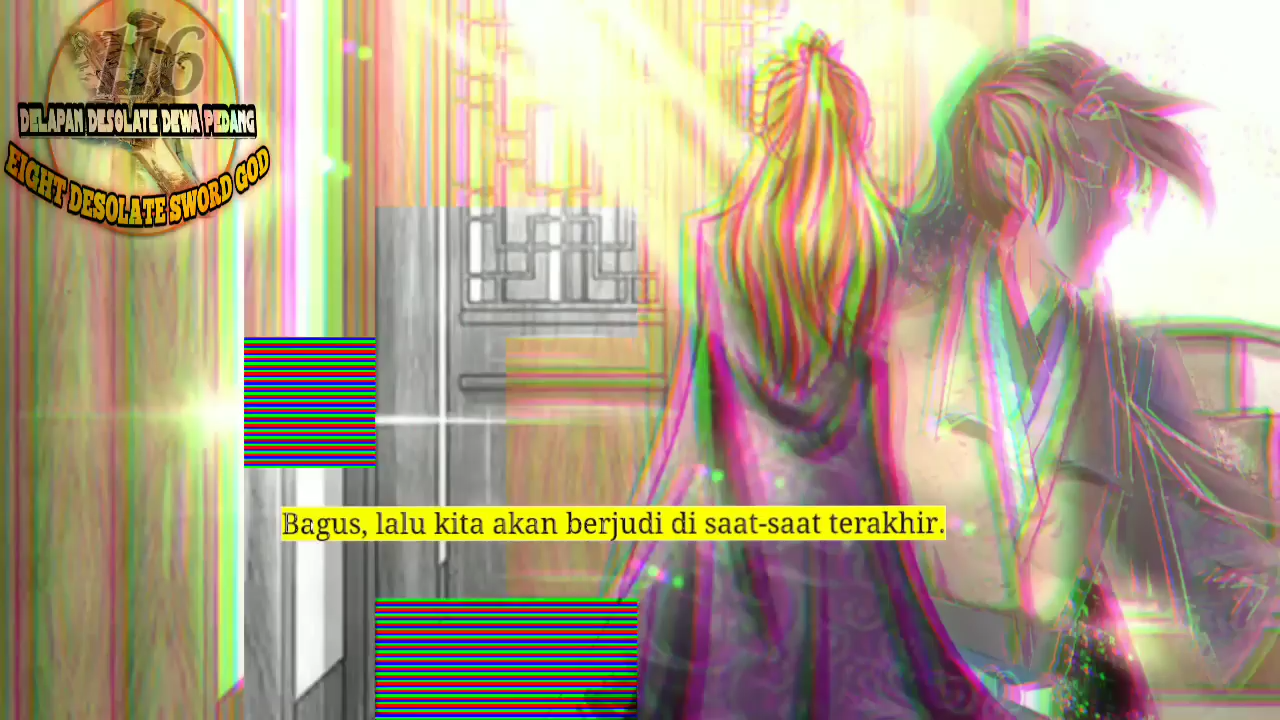 116
DELAPAN DESOLATE DEWA PEDANG
EIGHT DESOLATE SWORD GOD
Bagus, lalu kita akan berjudi di saat-saat terakhir.